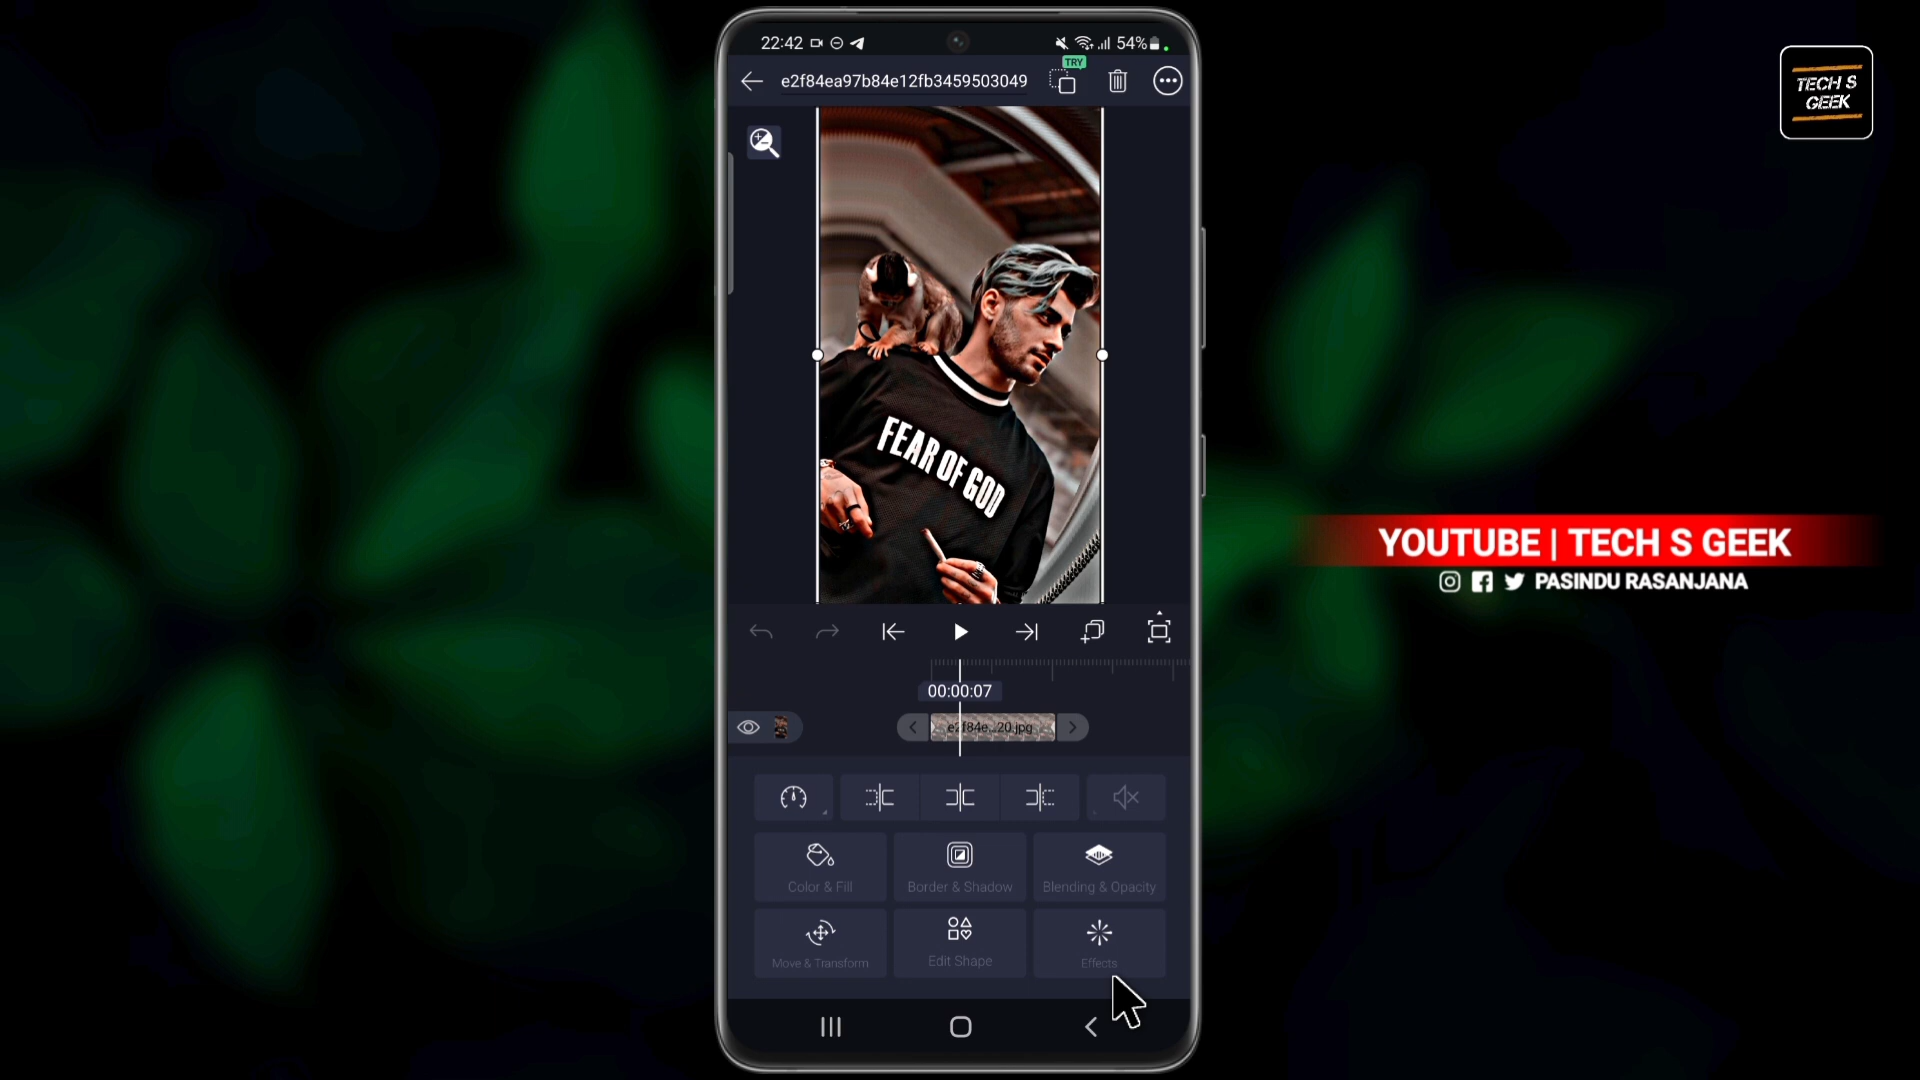 22:42
54%
TRY
e2f84ea97b84e12fb3459503049
TECH S
GEEK
FEAR OF GOD
YOUTUBE | TECH S GEEK
PASINDU RASANJANA
00:00:07
e2f84e...20.jpg
Color & Fill
Border & Shadow
Blending & Opacity
Move & Transform
Edit Shape
Effects